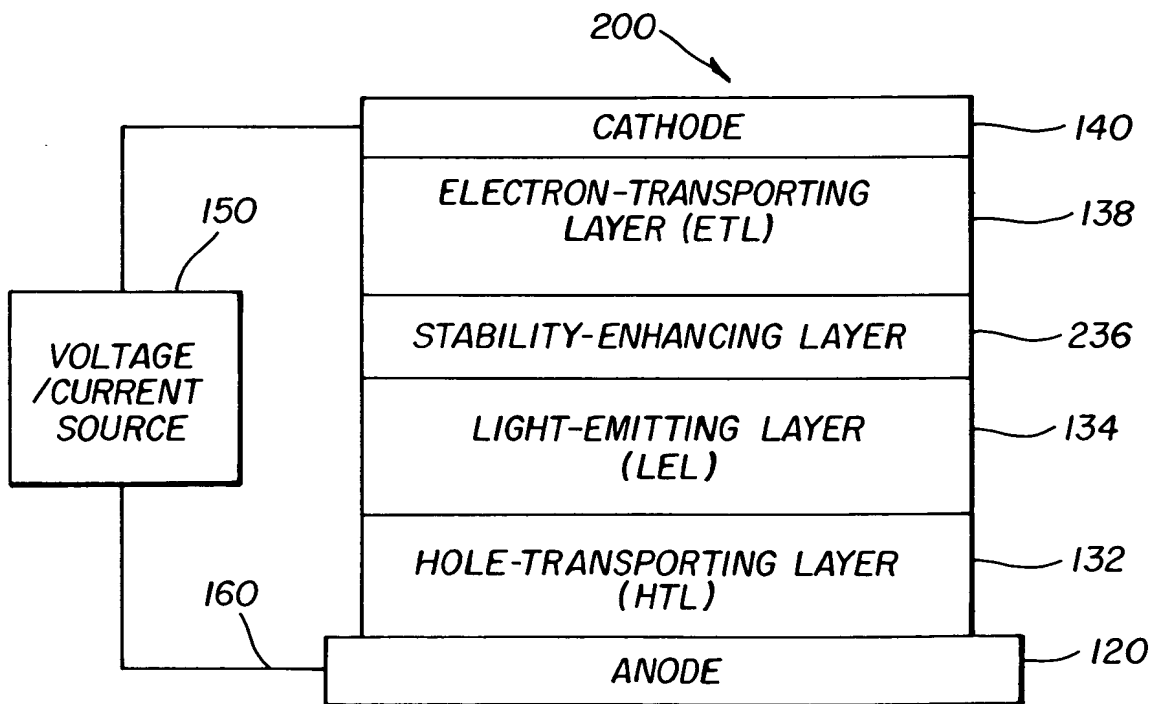 200
CATHODE
140
ELECTRON-TRANSPORTING
LAYER (ETL)
138
150
VOLTAGE
/CURRENT
SOURCE
STABILITY-ENHANCING LAYER
236
LIGHT-EMITTING LAYER
(LEL)
134
HOLE-TRANSPORTING LAYER
(HTL)
132
160
ANODE
120